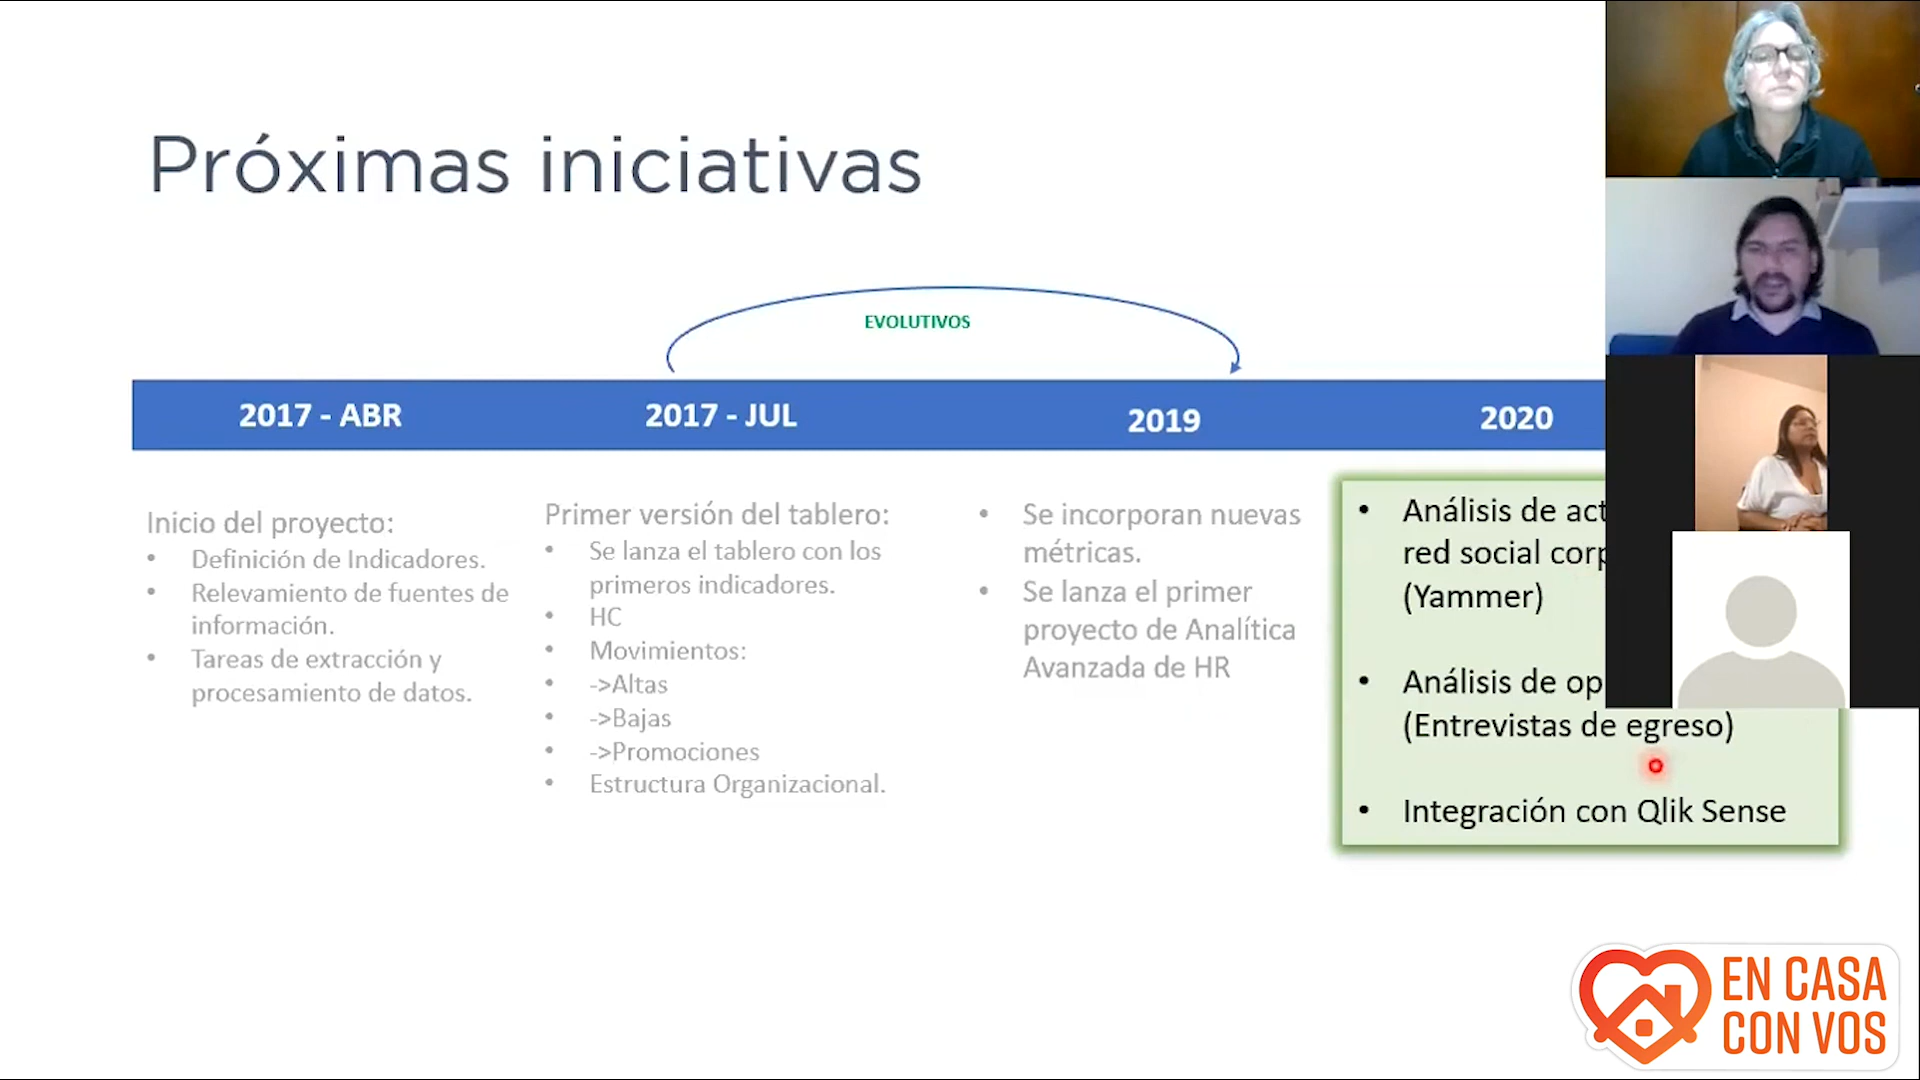 Próximas iniciativas
EVOLUTIVOS
2017 - ABR
2017 - JUL
2019
2020
Inicio del proyecto:
• Definición de Indicadores.
• Relevamiento de fuentes de
información.
• Tareas de extracción y
procesamiento de datos.
Primer versión del tablero:
• Se lanza el tablero con los
primeros indicadores.
• HC
• Movimientos:
• ->Altas
• ->Bajas
• ->Promociones
• Estructura Organizacional.
• Se incorporan nuevas
métricas.
• Se lanza el primer
proyecto de Analítica
Avanzada de HR
• Análisis de
red social
(Yammer)
• Análisis de
(Entrevistas de egreso)
• Integración con Qlik Sense
EN CASA
CON VOS